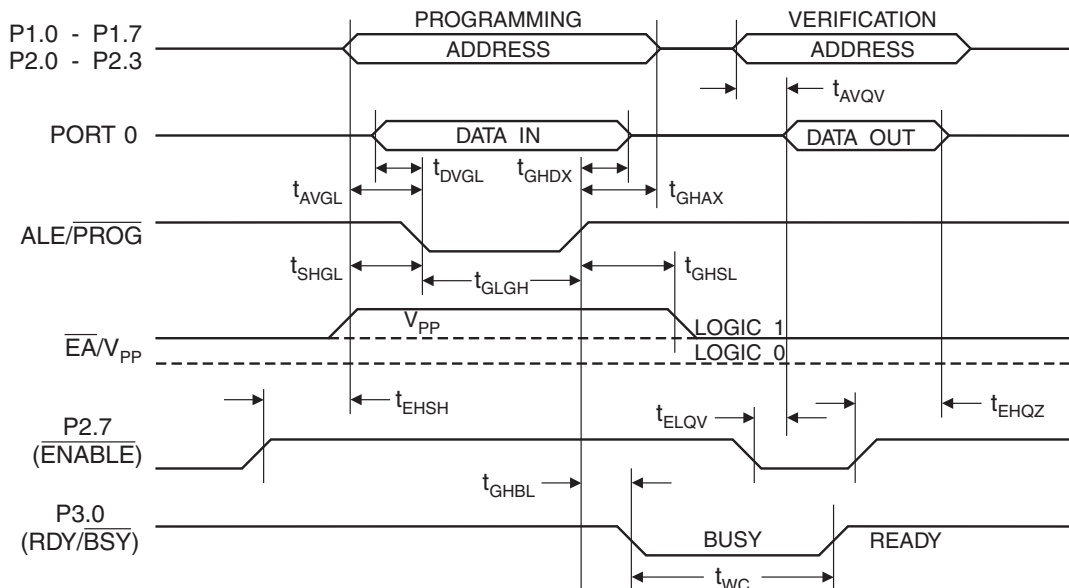 PROGRAMMING
VERIFICATION
P1.0 - P1.7
P2.0 - P2.3
ADDRESS
ADDRESS
tAVQV
PORT 0
DATA IN
DATA OUT
tDVGL
tGHDX
tAVGL
tGHAX
ALE/PROG
tSHGL
tGLGH
tGHSL
VPP
LOGIC 1
EA/VPP
LOGIC 0
tEHSH
tELQV
tEHQZ
P2.7
(ENABLE)
tGHBL
P3.0
(RDY/BSY)
BUSY
READY
tWC